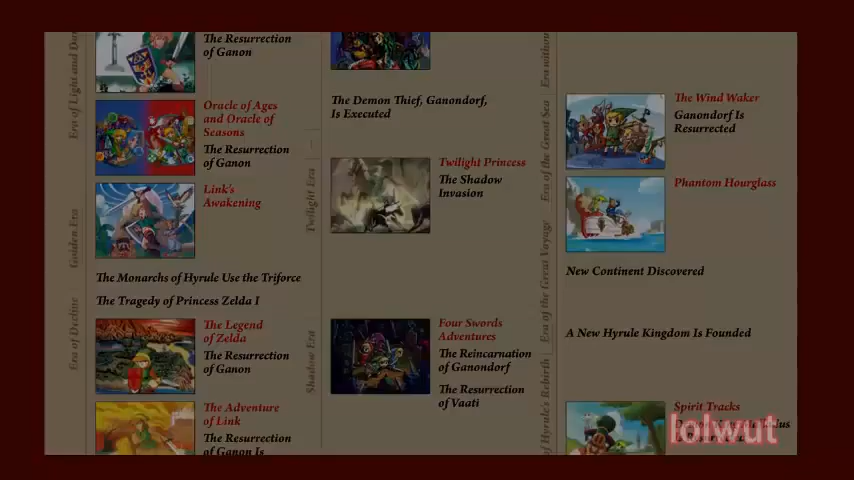 Era of Light and
The Resurrection
of Ganon
Oracle of Ages
and Oracle of
Seasons
The Resurrection
of Ganon
Link's
Awakening
Golden Era
The Monarchs of Hyrule Use the Triforce
The Tragedy of Princess Zelda I
Era of Decline
The Legend
of Zelda
The Resurrection
of Ganon
The Adventure
of Link
The Resurrection
of Ganon Is
The Demon Thief, Ganondorf,
Is Executed
Twilight Era
Twilight Princess
The Shadow
Invasion
Shadow Era
Four Swords
Adventures
The Reincarnation
of Ganondorf
The Resurrection
of Vaati
Era without
Era of the Great Sea
The Wind Waker
Ganondorf Is
Resurrected
Phantom Hourglass
Era of the Great Voyage
New Continent Discovered
A New Hyrule Kingdom Is Founded
of Hyrule's Rebirth
Spirit Tracks
lolwut